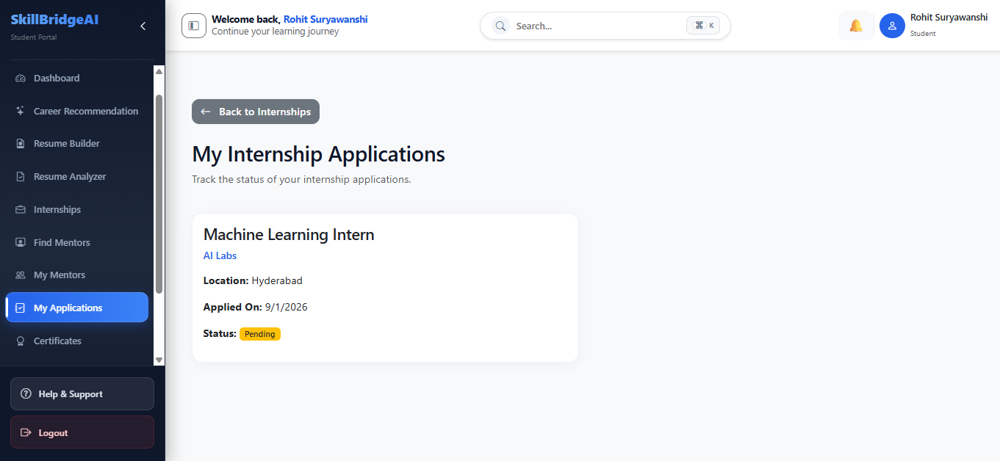 SkillBridgeAI
Student Portal
Dashboard
Career Recommendation
Resume Builder
Resume Analyzer
Internships
Find Mentors
My Mentors
My Applications
Certificates
Help & Support
Logout
Welcome back, Rohit Suryawanshi
Continue your learning journey
Search...
⌘ K
Rohit Suryawanshi
Student
← Back to Internships
My Internship Applications
Track the status of your internship applications.
Machine Learning Intern
AI Labs
Location: Hyderabad
Applied On: 9/1/2026
Status: Pending